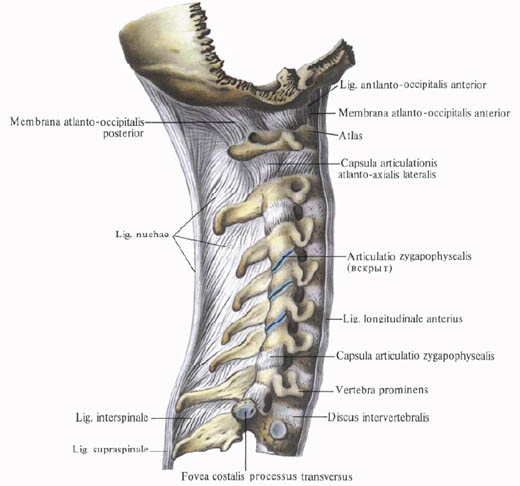 Lig. antlanto-occipitalis anterior
Membrana atlanto-occipitalis anterior
Membrana atlanto-occipitalis
posterior
Atlas
Capsula articulationis
atlanto-axialis lateralis
Lig. nuchae
Articulatio zygapophysealis
(вскрыт)
Lig. longitudinale anterius
Capsula articulatio zygapophysealis
Vertebra prominens
Lig. interspinale
Discus intervertebralis
Lig. supraspinale
Fovea costalis processus transversus